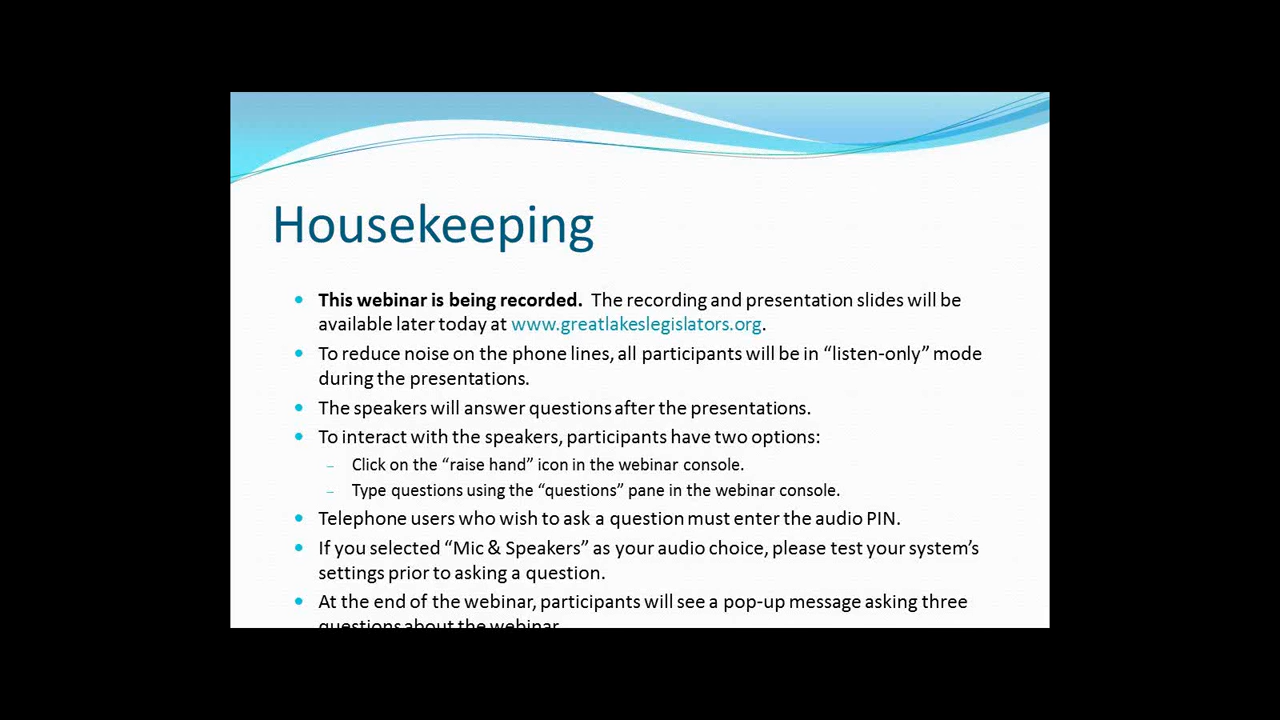 Housekeeping
• This webinar is being recorded. The recording and presentation slides will be
available later today at www.greatlakeslegislators.org.
• To reduce noise on the phone lines, all participants will be in “listen-only” mode
during the presentations.
• The speakers will answer questions after the presentations.
• To interact with the speakers, participants have two options:
– Click on the “raise hand” icon in the webinar console.
– Type questions using the “questions” pane in the webinar console.
• Telephone users who wish to ask a question must enter the audio PIN.
• If you selected “Mic & Speakers” as your audio choice, please test your system’s
settings prior to asking a question.
• At the end of the webinar, participants will see a pop-up message asking three
questions about the webinar.